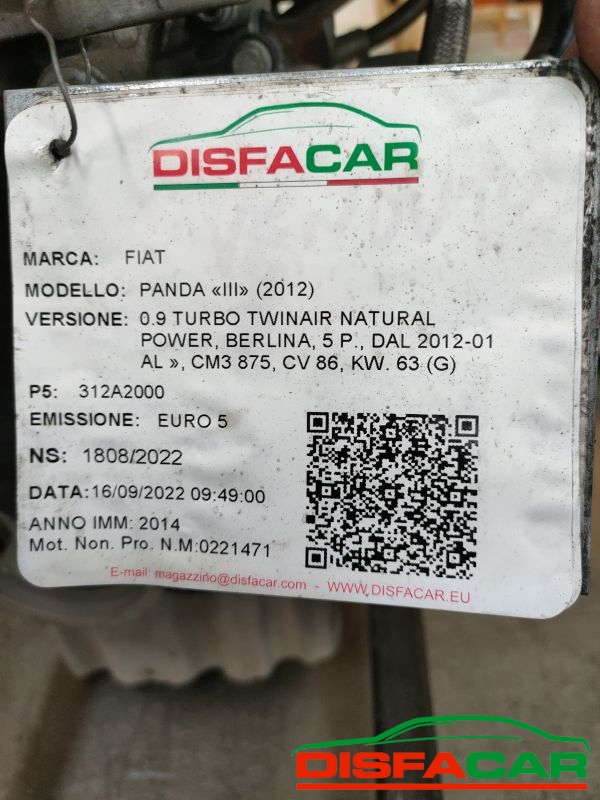 DISFACAR
MARCA: FIAT
MODELLO: PANDA «III» (2012)
VERSIONE: 0.9 TURBO TWINAIR NATURAL
POWER, BERLINA, 5 P., DAL 2012-01
AL », CM3 875, CV 86, KW. 63 (G)
P5: 312A2000
EMISSIONE: EURO 5
NS: 1808/2022
DATA:16/09/2022 09:49:00
ANNO IMM: 2014
Mot. Non. Pro. N.M:0221471
E-mail: magazzino@disfacar.com - WWW.DISFACAR.EU
DISFACAR